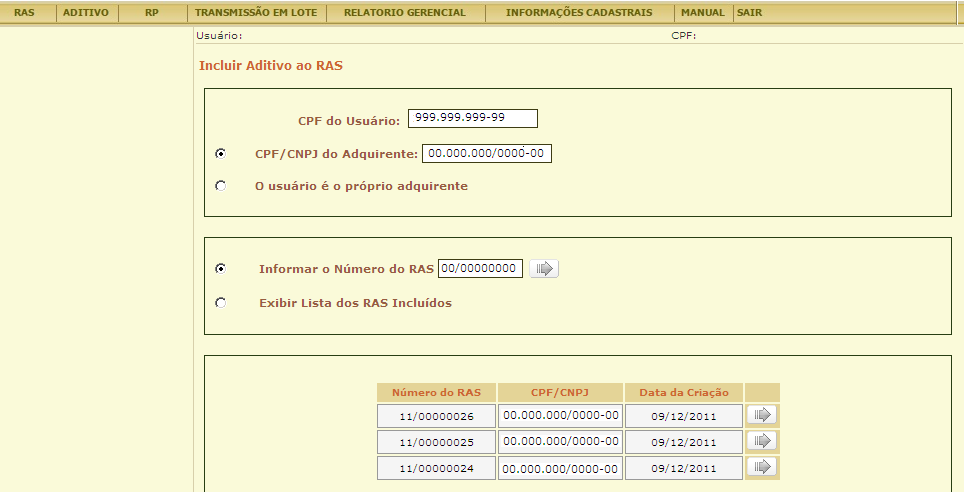 RAS ADITIVO RP TRANSMISSÃO EM LOTE RELATORIO GERENCIAL INFORMAÇÕES CADASTRAIS MANUAL SAIR
Usuário: CPF:
Incluir Aditivo ao RAS
CPF do Usuário: 999.999.999-99
CPF/CNPJ do Adquirente: 00.000.000/0000-00
O usuário é o próprio adquirente
Informar o Número do RAS 00/00000000
Exibir Lista dos RAS Incluídos
Número do RAS CPF/CNPJ Data da Criação
11/00000026 00.000.000/0000-00 09/12/2011
11/00000025 00.000.000/0000-00 09/12/2011
11/00000024 00.000.000/0000-00 09/12/2011